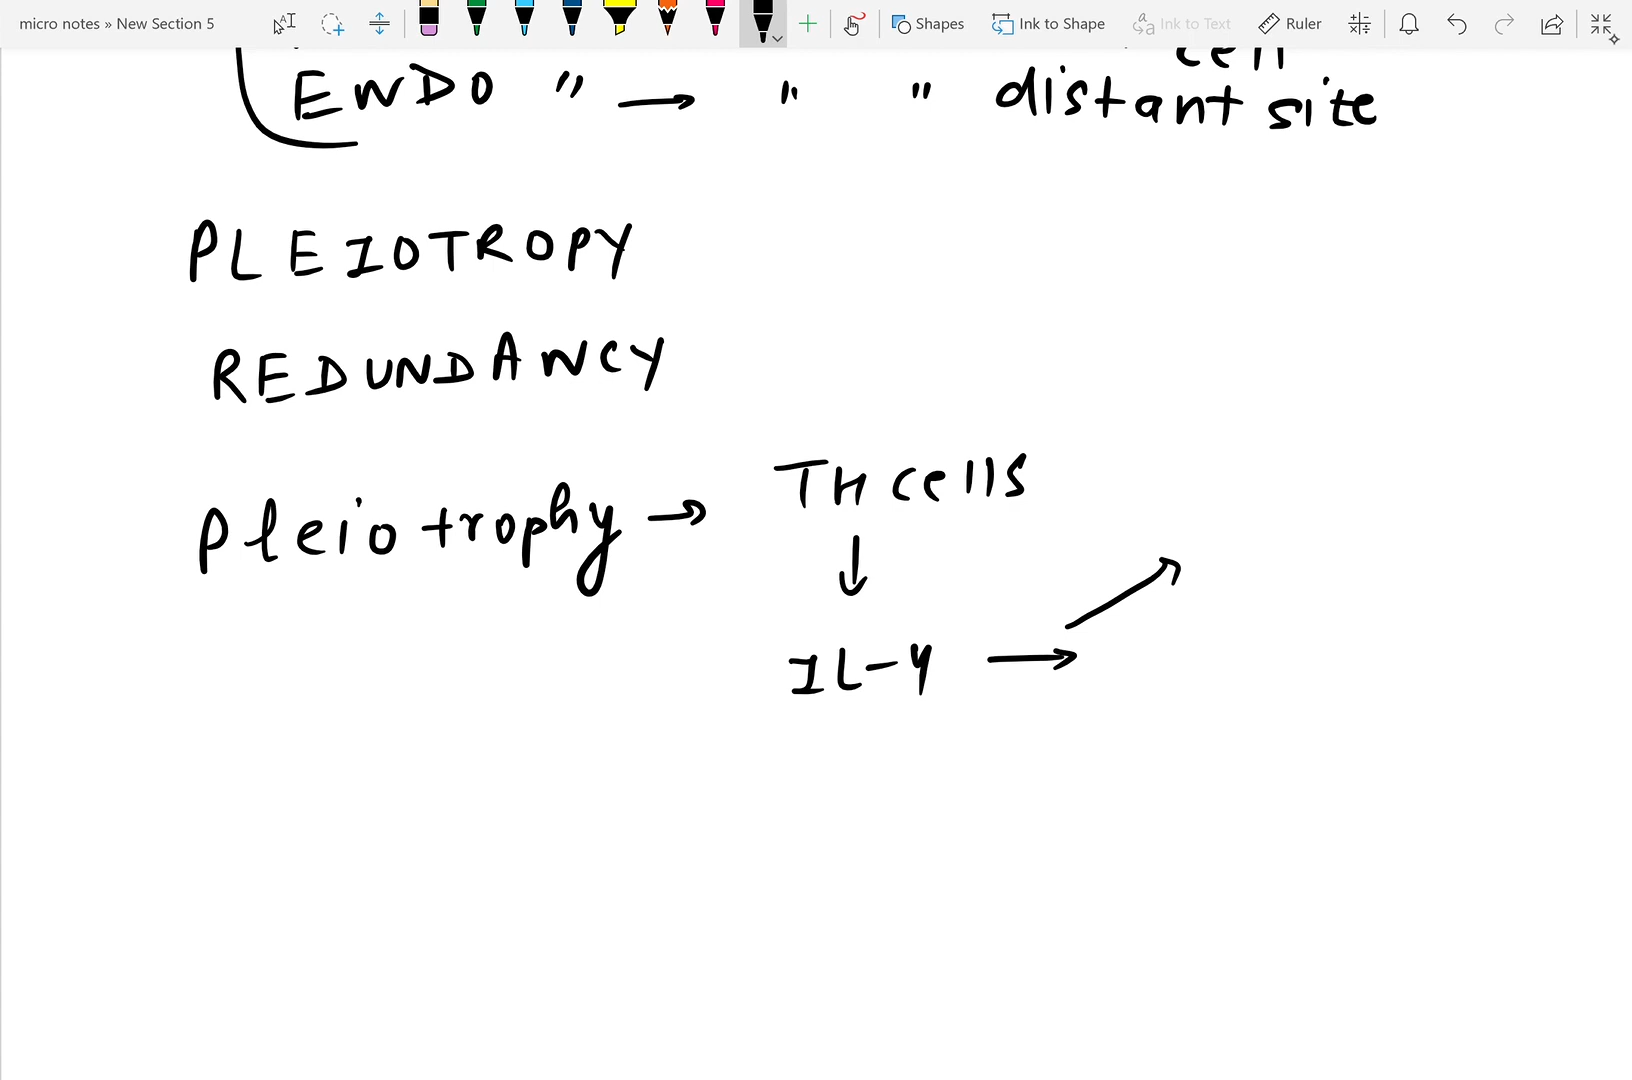 micro notes » New Section 5
Shapes
Ink to Shape
Ink to Text
Ruler
cell
ENDO " → " " distant site
PLEIOTROPY
REDUNDANCY
Pleiotrophy → TH cells
↓
IL-4 →